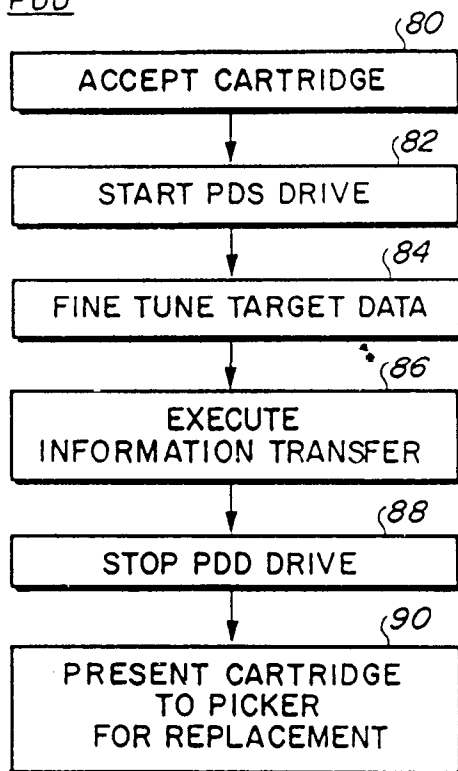 PDD
80
ACCEPT CARTRIDGE
82
START PDS DRIVE
84
FINE TUNE TARGET DATA
86
EXECUTE
INFORMATION TRANSFER
88
STOP PDD DRIVE
90
PRESENT CARTRIDGE
TO PICKER
FOR REPLACEMENT